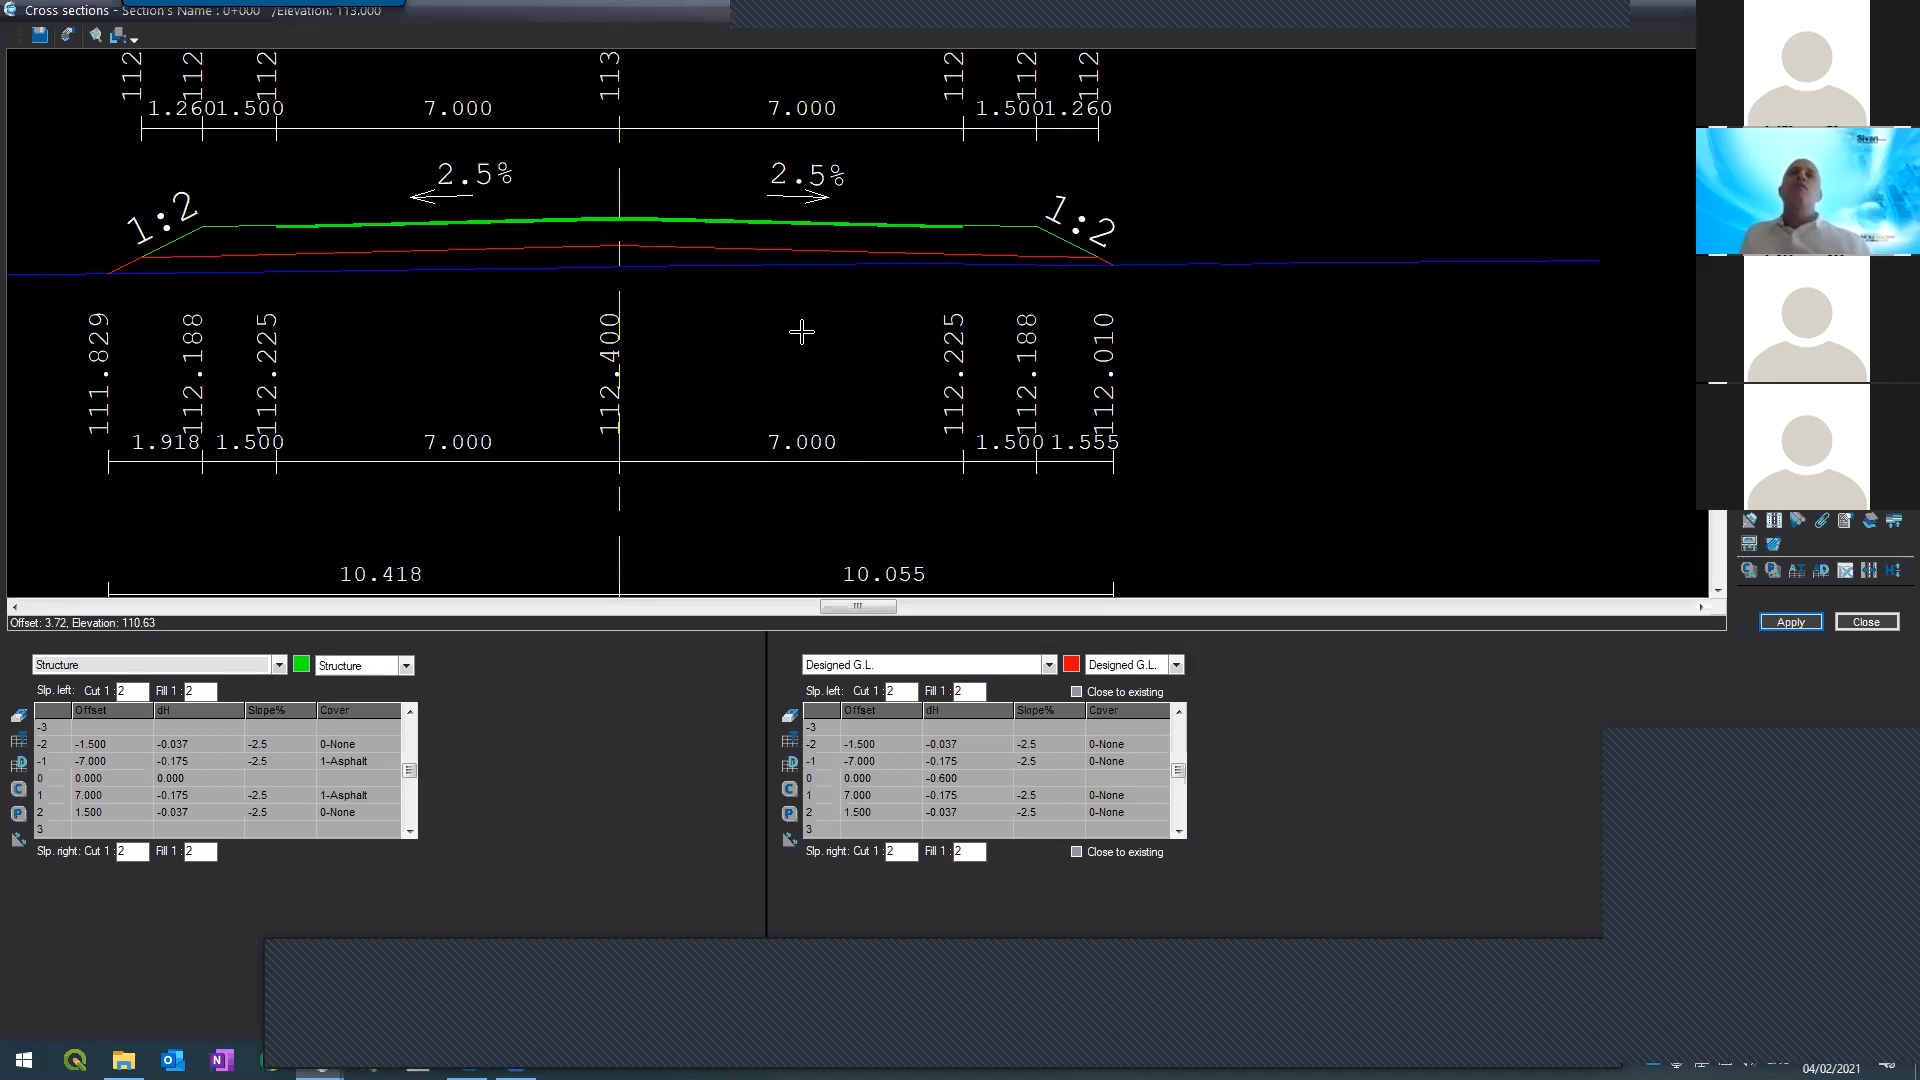 Cross sections - Section's Name : 0+000 /Elevation: 113.000
112 112 112 113 112 112 112
1.260 1.500 7.000 7.000 1.500 1.260
2.5% 2.5%
1:2 1:2
111.829 112.188 112.225 112.400 112.225 112.188 112.010
1.918 1.500 7.000 7.000 1.500 1.555
10.418 10.055
Offset: 3.72, Elevation: 110.63
Apply Close
Structure Structure
Slp. left: Cut 1 : 2 Fill 1 : 2
Offset dH Slope% Cover
-3
-2 -1.500 -0.037 -2.5 0-None
-1 -7.000 -0.175 -2.5 1-Asphalt
0 0.000 0.000
1 7.000 -0.175 -2.5 1-Asphalt
2 1.500 -0.037 -2.5 0-None
3
Slp. right: Cut 1 : 2 Fill 1 : 2
Designed G.L. Designed G.L.
Slp. left: Cut 1 : 2 Fill 1 : 2 Close to existing
Offset dH Slope% Cover
-3
-2 -1.500 -0.037 -2.5 0-None
-1 -7.000 -0.175 -2.5 0-None
0 0.000 -0.600
1 7.000 -0.175 -2.5 0-None
2 1.500 -0.037 -2.5 0-None
3
Slp. right: Cut 1 : 2 Fill 1 : 2 Close to existing
04/02/2021